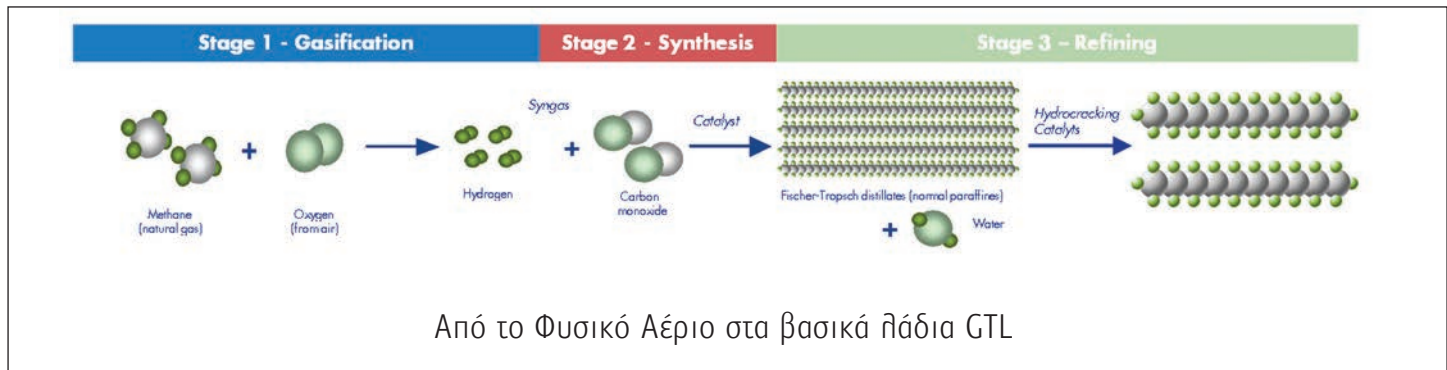 Stage 1 - Gasification
Stage 2 - Synthesis
Stage 3 – Refining
Syngas
Catalyst
Hydrocracking
Catalyts
+
+
Hydrogen
Carbon
monoxide
Fischer-Tropsch distillates (normal paraffines)
Methane
(natural gas)
Oxygen
(from air)
+
Water
Από το Φυσικό Αέριο στα βασικά λάδια GTL